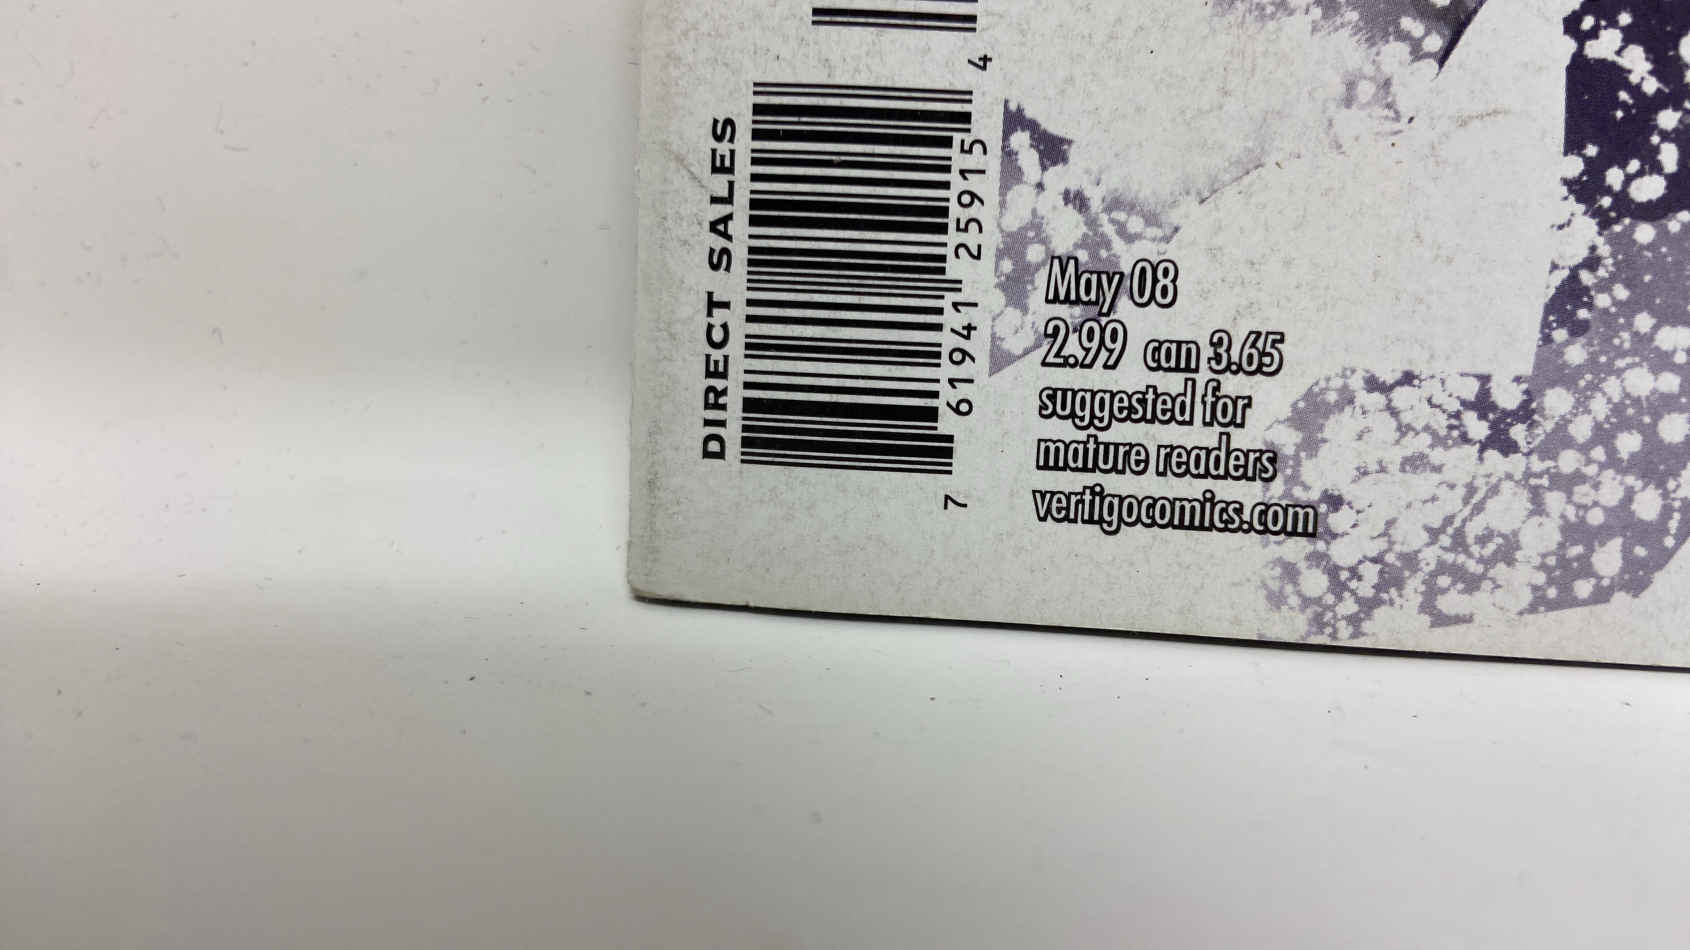 DIRECT SALES
7 61941 25915 4
May 08
2.99 can 3.65
suggested for
mature readers
vertigocomics.com